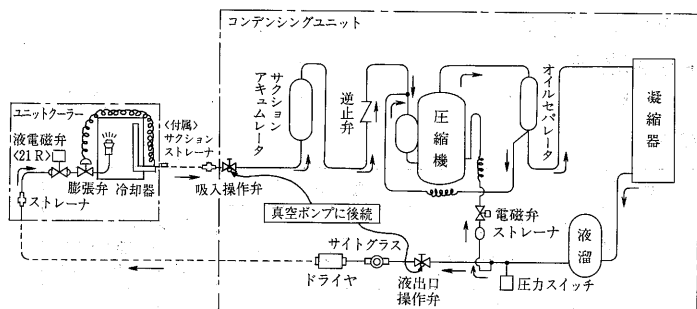 コンデンシングユニット
ユニットクーラー
液電磁弁
<21R>
膨張弁
冷却器
ストレーナ
<付属>
サクション
ストレーナ
吸入操作弁
サクション
アキュムレータ
逆止弁
圧縮機
オイルセパレータ
凝縮器
真空ポンプに後続
電磁弁
ストレーナ
液溜
サイトグラス
ドライヤ
液出口
操作弁
圧力スイッチ